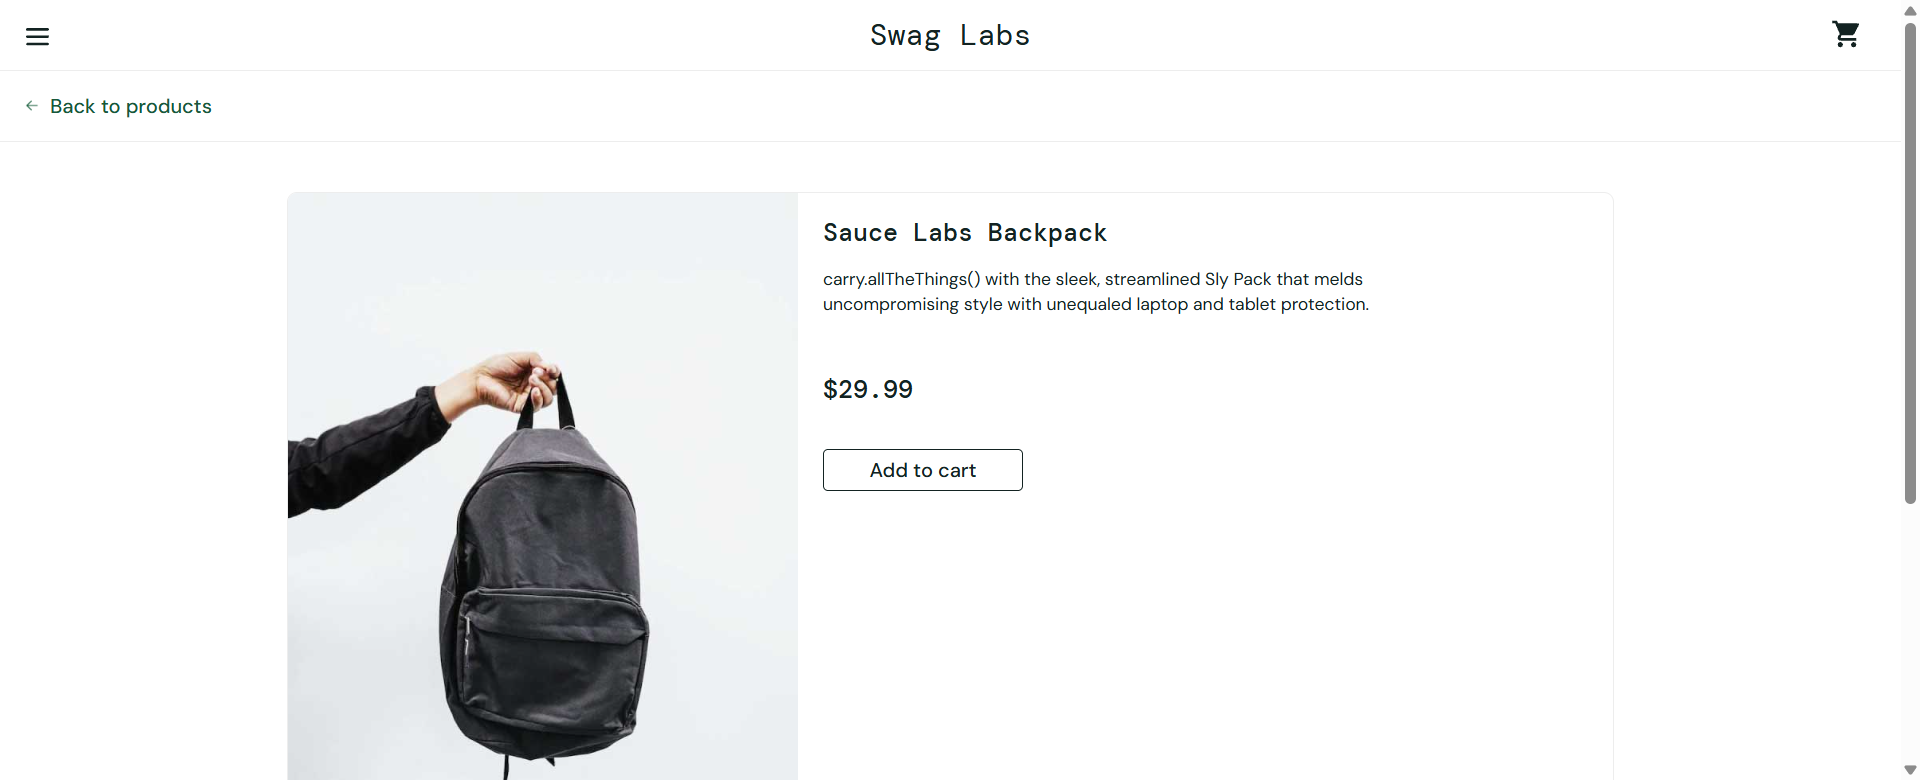 Swag Labs
Back to products
Sauce Labs Backpack
carry.allTheThings() with the sleek, streamlined Sly Pack that melds
uncompromising style with unequaled laptop and tablet protection.
$29.99
Add to cart